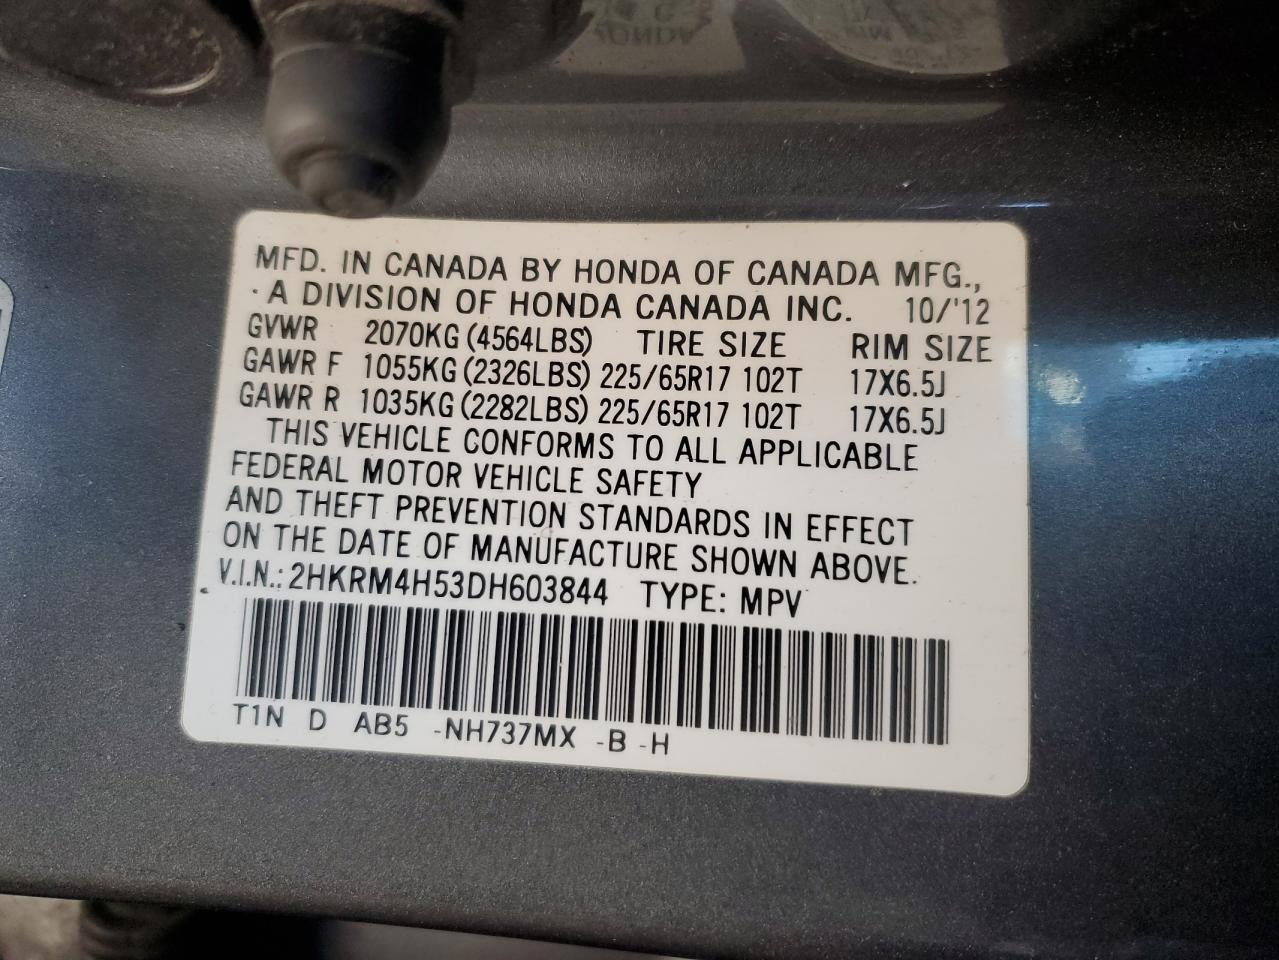 MFD. IN CANADA BY HONDA OF CANADA MFG.,
A DIVISION OF HONDA CANADA INC. 10/'12
GVWR 2070KG (4564LBS) TIRE SIZE RIM SIZE
GAWR F 1055KG (2326LBS) 225/65R17 102T 17X6.5J
GAWR R 1035KG (2282LBS) 225/65R17 102T 17X6.5J
THIS VEHICLE CONFORMS TO ALL APPLICABLE
FEDERAL MOTOR VEHICLE SAFETY
AND THEFT PREVENTION STANDARDS IN EFFECT
ON THE DATE OF MANUFACTURE SHOWN ABOVE.
V.I.N.: 2HKRM4H53DH603844 TYPE: MPV
T1N D AB5 -NH737MX -B -H